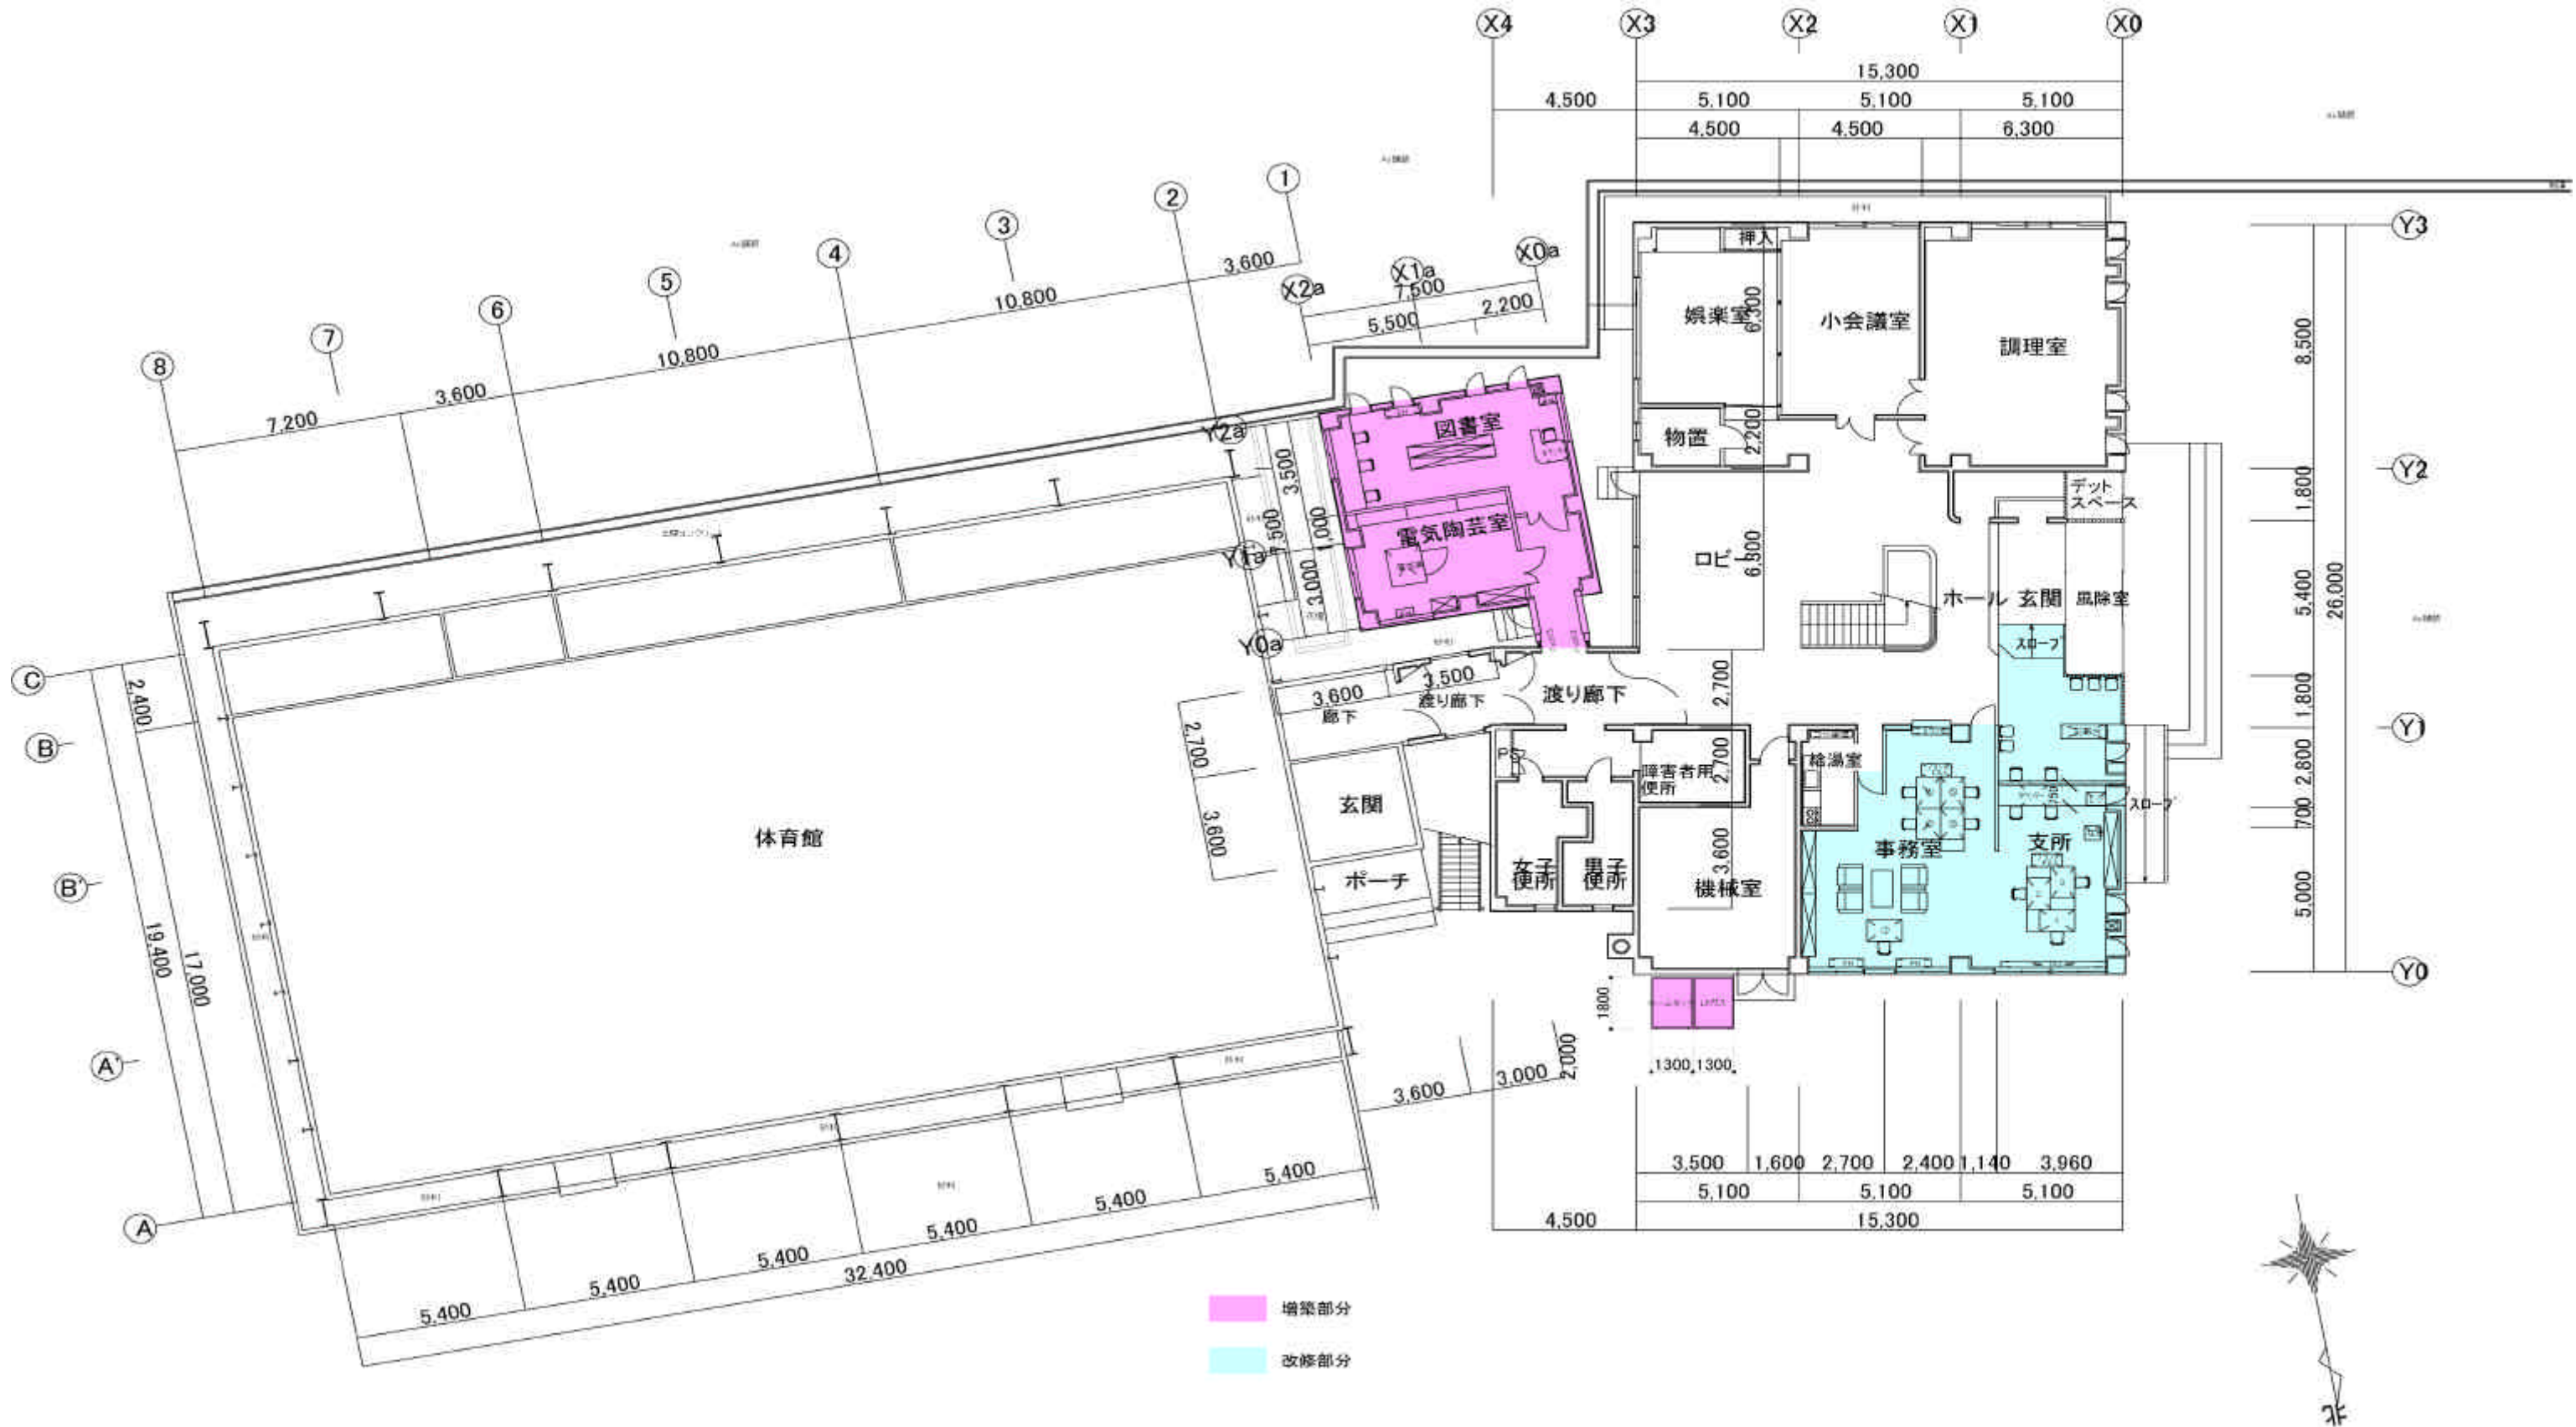 X4
X3
X2
X1
X0
15,300
4,500
5,100
5,100
5,100
4,500
4,500
6,300
1
2
3
4
5
6
7
8
3,600
10,800
10,800
3,600
7,200
X2a
X1a
X0a
7,500
5,500
2,200
Y3
Y2
Y1
Y0
8,500
1,800
5,400
26,000
1,800
2,800
700
5,000
押入
娯楽室
6,300
小会議室
調理室
物置
2,200
図書室
電気陶芸室
Y2a
Y1a
Y0a
3,500
4,500
1,000
3,000
デット
スペース
ロビー
6,800
ホール
玄関
風除室
スロープ
C
B
B'
A'
A
2,400
19,400
17,000
3,600
3,500
廊下
渡り廊下
渡り廊下
2,700
2,700
3,600
PS
障害者用
便所
2,700
給湯室
玄関
体育館
ポーチ
女子
便所
男子
便所
3,600
機械室
事務室
支所
750
スロープ
1800
1300
1300
2,000
3,000
3,600
3,500
1,600
2,700
2,400
1,140
3,960
5,100
5,100
5,100
4,500
15,300
5,400
5,400
5,400
5,400
5,400
5,400
32,400
増築部分
改修部分
北